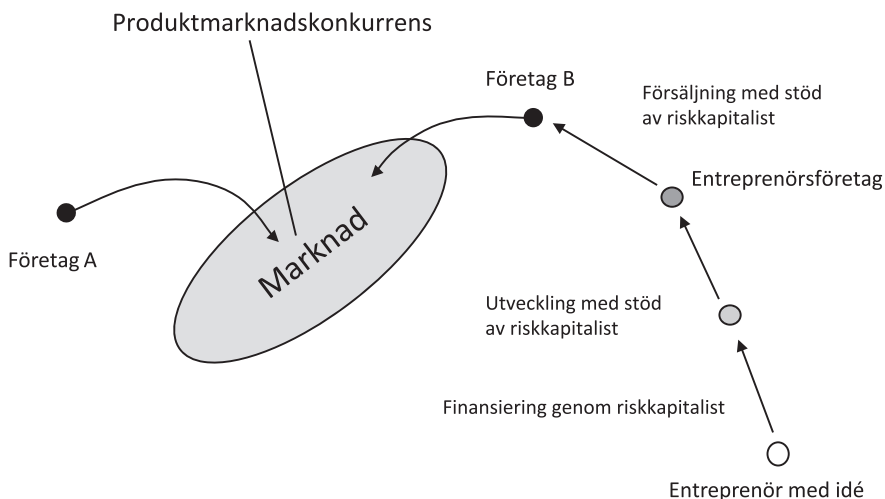 Produktmarknadskonkurrens
Företag B
Försäljning med stöd
av riskkapitalist
Entreprenörsföretag
Marknad
Företag A
Utveckling med stöd
av riskkapitalist
Finansiering genom riskkapitalist
Entreprenör med idé